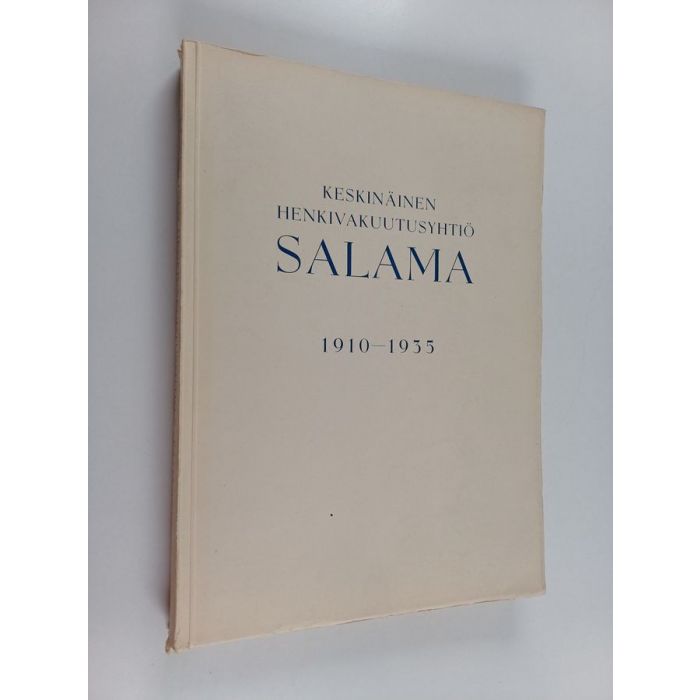 KESKINÄINEN
HENKIVAKUUTUSYHTIÖ
SALAMA
1910—1935